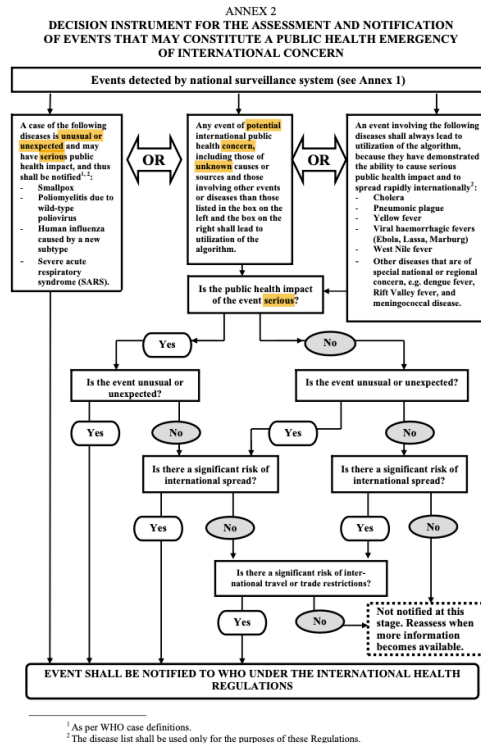 ANNEX 2
DECISION INSTRUMENT FOR THE ASSESSMENT AND NOTIFICATION
OF EVENTS THAT MAY CONSTITUTE A PUBLIC HEALTH EMERGENCY
OF INTERNATIONAL CONCERN
Events detected by national surveillance system (see Annex 1)
A case of the following
diseases is unusual or
unexpected and may
have serious public
health impact, and thus
shall be notified1, 2:
- Smallpox
- Poliomyelitis due to
wild-type
poliovirus
- Human influenza
caused by a new
subtype
- Severe acute
respiratory
syndrome (SARS).
OR
Any event of potential
international public
health concern,
including those of
unknown causes or
sources and those
involving other events
or diseases than those
listed in the box on
the left and the box on
the right shall lead to
utilization of the
algorithm.
OR
An event involving the following
diseases shall always lead to
utilization of the algorithm,
because they have demonstrated
the ability to cause serious
public health impact and to
spread rapidly internationally2:
- Cholera
- Pneumonic plague
- Yellow fever
- Viral haemorrhagic fevers
(Ebola, Lassa, Marburg)
- West Nile fever
- Other diseases that are of
special national or regional
concern, e.g. dengue fever,
Rift Valley fever, and
meningococcal disease.
Is the public health impact
of the event serious?
Yes
No
Is the event unusual or
unexpected?
Is the event unusual or unexpected?
Yes
No
Yes
No
Is there a significant risk of
international spread?
Is there a significant risk of
international spread?
Yes
No
Yes
No
Is there a significant risk of inter-
national travel or trade restrictions?
Yes
No
Not notified at this
stage. Reassess when
more information
becomes available.
EVENT SHALL BE NOTIFIED TO WHO UNDER THE INTERNATIONAL HEALTH
REGULATIONS
1 As per WHO case definitions.
2 The disease list shall be used only for the purposes of these Regulations.